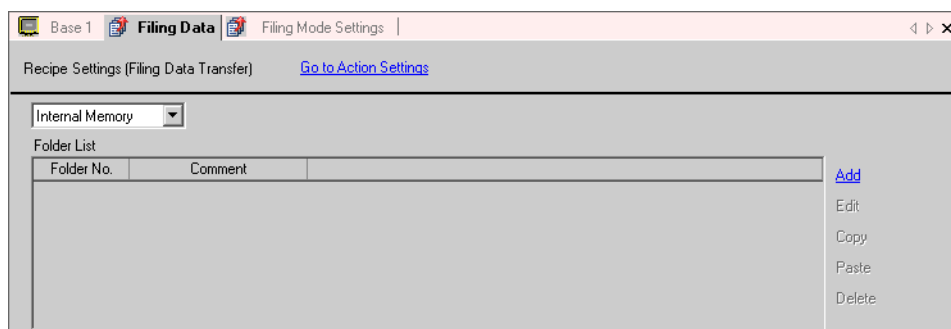 Base 1 Filing Data Filing Mode Settings
Recipe Settings (Filing Data Transfer) Go to Action Settings
Internal Memory
Folder List
Folder No. Comment
Add
Edit
Copy
Paste
Delete